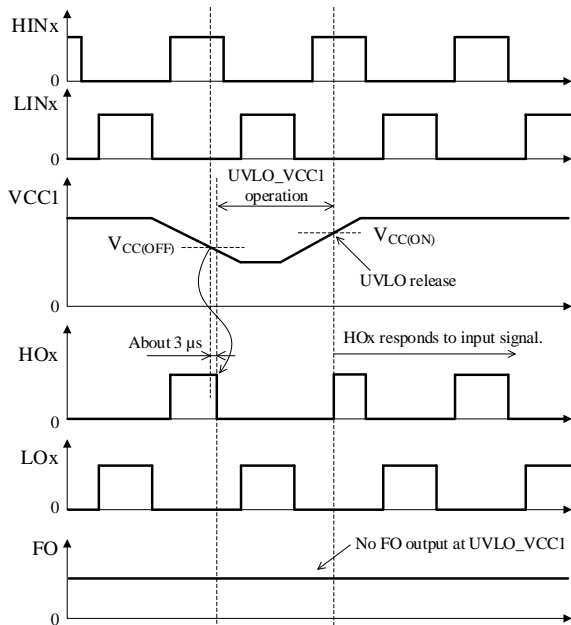 HINx
0
LINx
0
UVLO_VCC1
operation
VCC1
VCC(OFF)
VCC(ON)
UVLO release
0
About 3 µs
HOx responds to input signal.
HOx
0
LOx
0
No FO output at UVLO_VCC1
FO
0